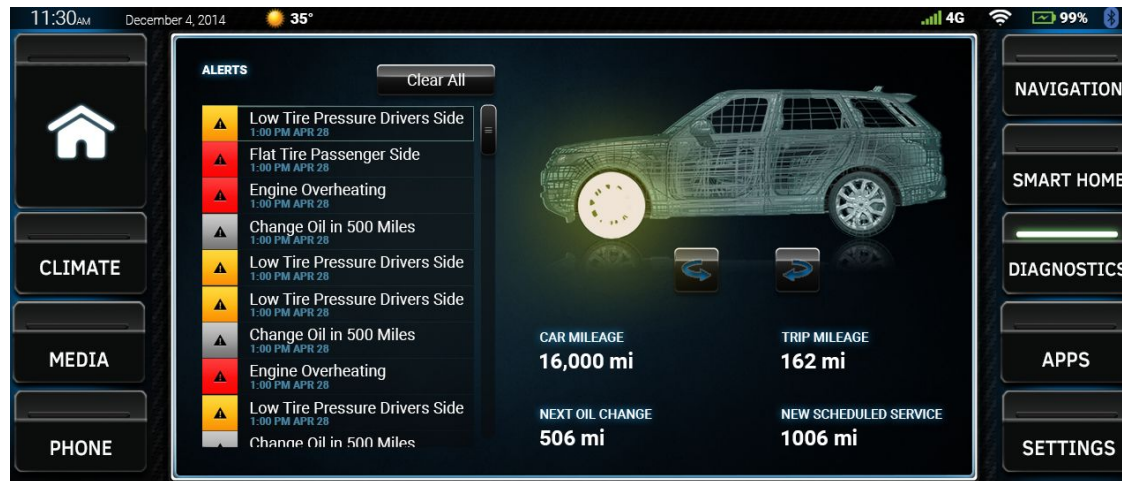 11:30AM December 4, 2014 35° 4G 99%
ALERTS
Clear All
Low Tire Pressure Drivers Side
1:00 PM APR 28
Flat Tire Passenger Side
1:00 PM APR 28
Engine Overheating
1:00 PM APR 28
Change Oil in 500 Miles
1:00 PM APR 28
Low Tire Pressure Drivers Side
1:00 PM APR 28
Low Tire Pressure Drivers Side
1:00 PM APR 28
Change Oil in 500 Miles
1:00 PM APR 28
Engine Overheating
1:00 PM APR 28
Low Tire Pressure Drivers Side
1:00 PM APR 28
Change Oil in 500 Miles
CLIMATE
MEDIA
PHONE
CAR MILEAGE
16,000 mi
TRIP MILEAGE
162 mi
NEXT OIL CHANGE
506 mi
NEW SCHEDULED SERVICE
1006 mi
NAVIGATION
SMART HOME
DIAGNOSTICS
APPS
SETTINGS